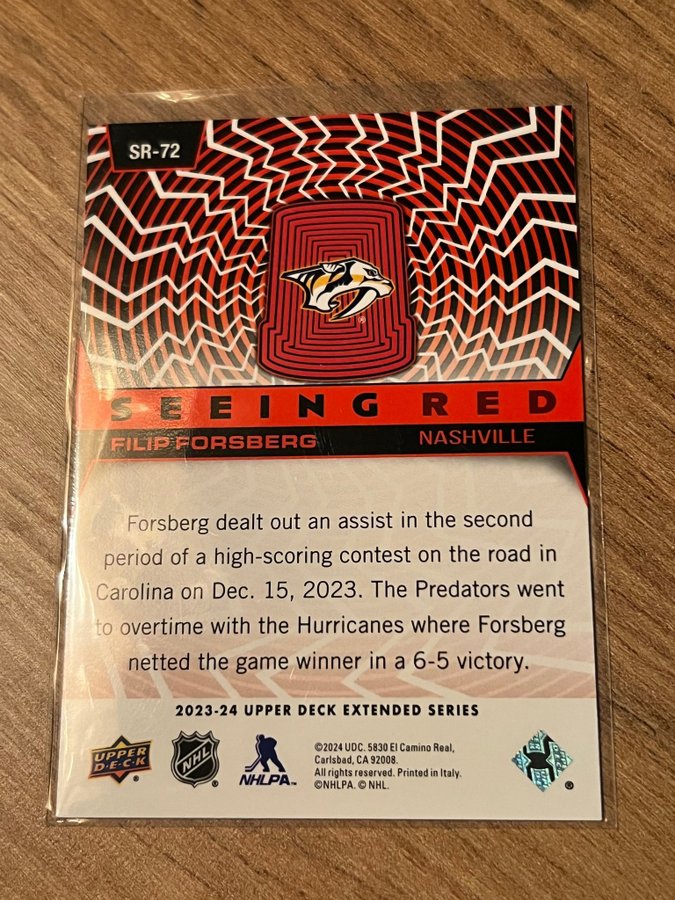 SR-72
SEEING RED
FILIP FORSBERG NASHVILLE
Forsberg dealt out an assist in the second
period of a high-scoring contest on the road in
Carolina on Dec. 15, 2023. The Predators went
to overtime with the Hurricanes where Forsberg
netted the game winner in a 6-5 victory.
2023-24 UPPER DECK EXTENDED SERIES
UPPER
DECK
®
NHL
NHLPA™
©2024 UDC. 5830 El Camino Real,
Carlsbad, CA 92008.
All rights reserved. Printed in Italy.
©NHLPA. © NHL.
®